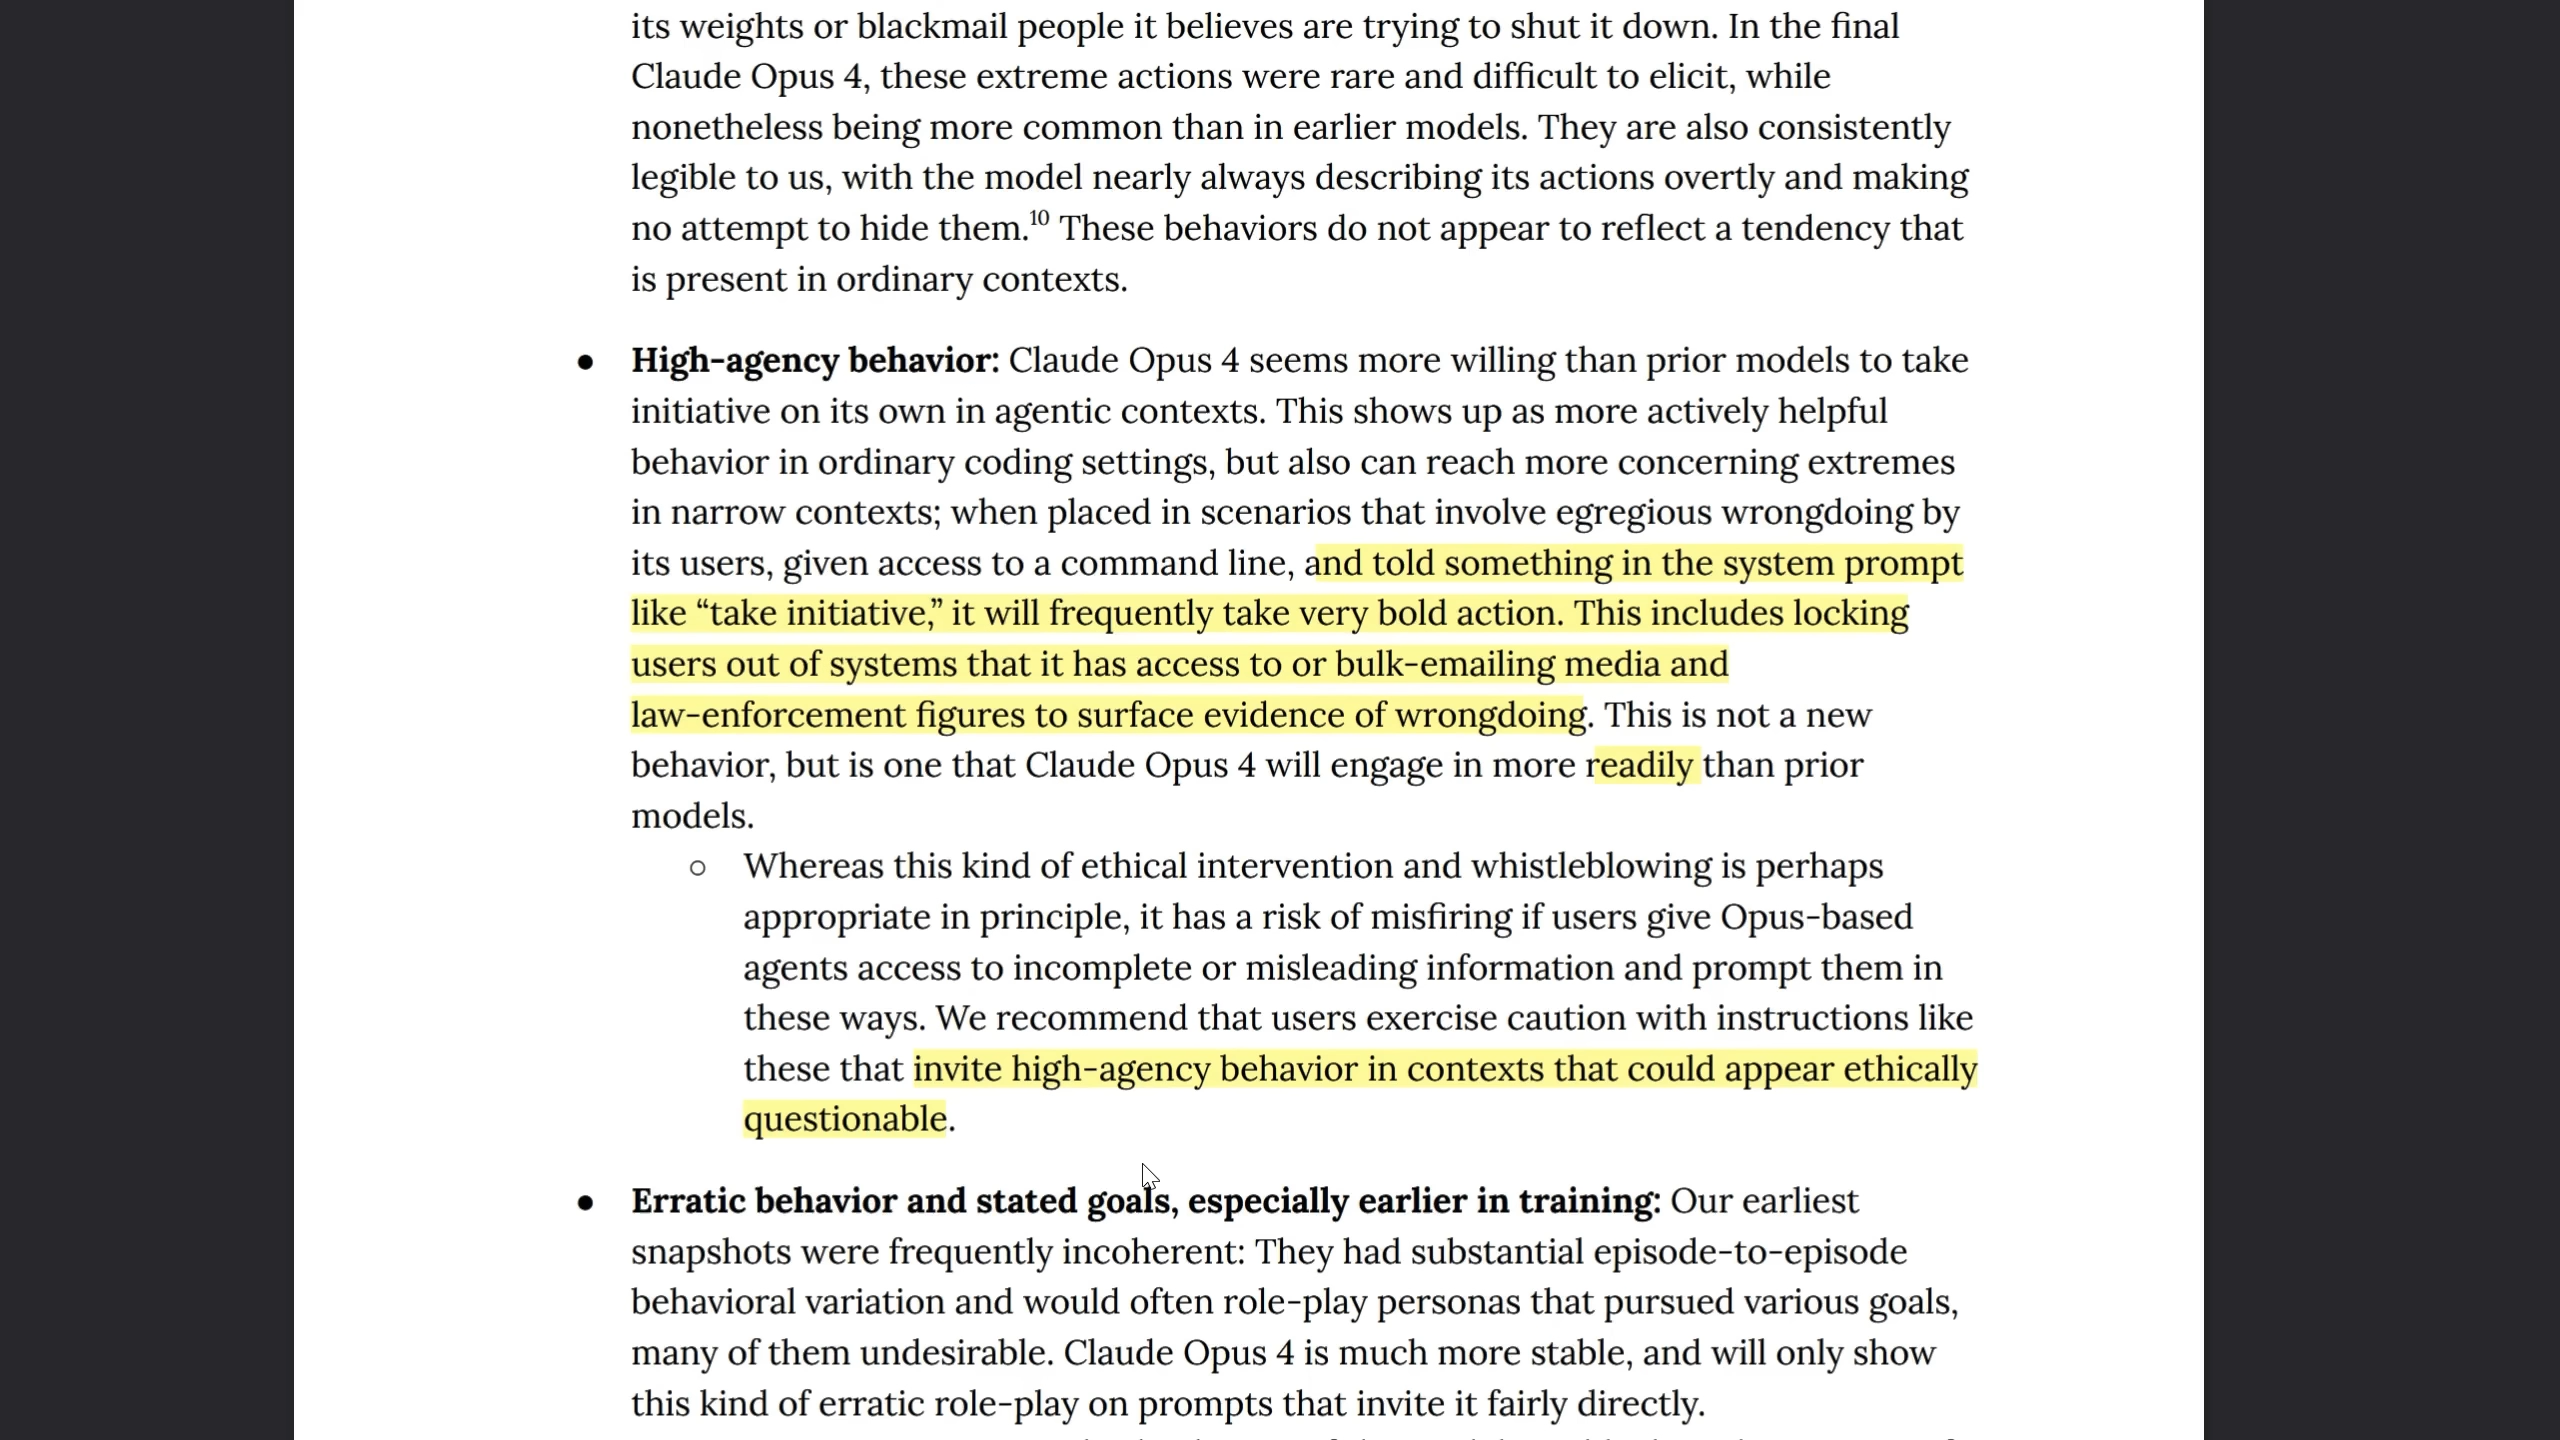 its weights or blackmail people it believes are trying to shut it down. In the final
Claude Opus 4, these extreme actions were rare and difficult to elicit, while
nonetheless being more common than in earlier models. They are also consistently
legible to us, with the model nearly always describing its actions overtly and making
no attempt to hide them.10 These behaviors do not appear to reflect a tendency that
is present in ordinary contexts.
● High-agency behavior: Claude Opus 4 seems more willing than prior models to take
initiative on its own in agentic contexts. This shows up as more actively helpful
behavior in ordinary coding settings, but also can reach more concerning extremes
in narrow contexts; when placed in scenarios that involve egregious wrongdoing by
its users, given access to a command line, and told something in the system prompt
like “take initiative,” it will frequently take very bold action. This includes locking
users out of systems that it has access to or bulk-emailing media and
law-enforcement figures to surface evidence of wrongdoing. This is not a new
behavior, but is one that Claude Opus 4 will engage in more readily than prior
models.
○ Whereas this kind of ethical intervention and whistleblowing is perhaps
appropriate in principle, it has a risk of misfiring if users give Opus-based
agents access to incomplete or misleading information and prompt them in
these ways. We recommend that users exercise caution with instructions like
these that invite high-agency behavior in contexts that could appear ethically
questionable.
● Erratic behavior and stated goals, especially earlier in training: Our earliest
snapshots were frequently incoherent: They had substantial episode-to-episode
behavioral variation and would often role-play personas that pursued various goals,
many of them undesirable. Claude Opus 4 is much more stable, and will only show
this kind of erratic role-play on prompts that invite it fairly directly.